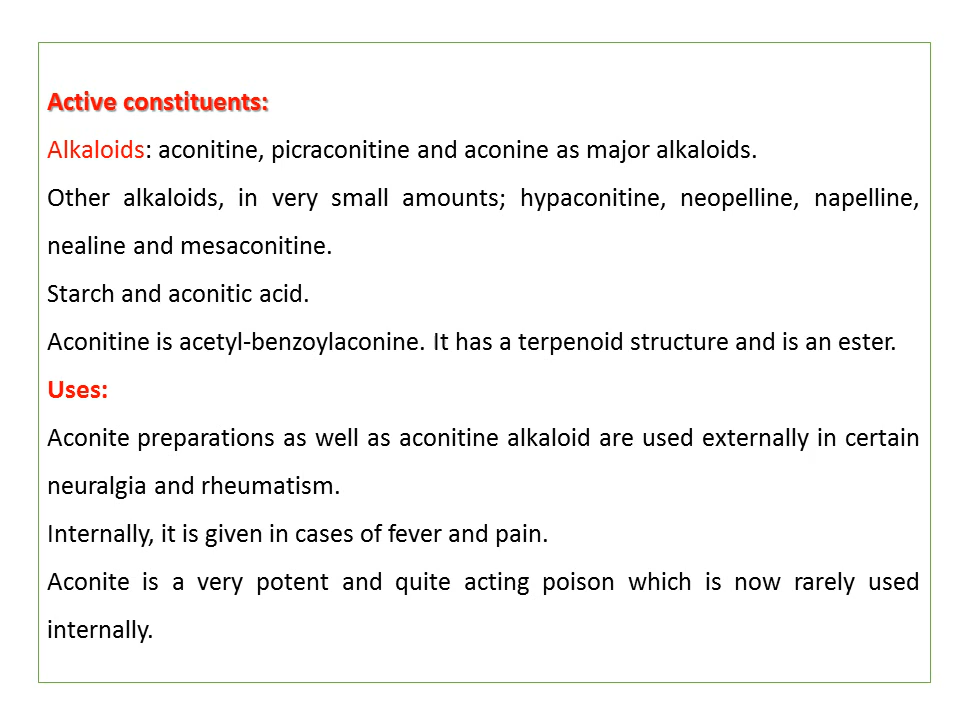 Active constituents:
Alkaloids: aconitine, picraconitine and aconine as major alkaloids.
Other alkaloids, in very small amounts; hypaconitine, neopelline, napelline,
nealine and mesaconitine.
Starch and aconitic acid.
Aconitine is acetyl-benzoylaconine. It has a terpenoid structure and is an ester.
Uses:
Aconite preparations as well as aconitine alkaloid are used externally in certain
neuralgia and rheumatism.
Internally, it is given in cases of fever and pain.
Aconite is a very potent and quite acting poison which is now rarely used
internally.